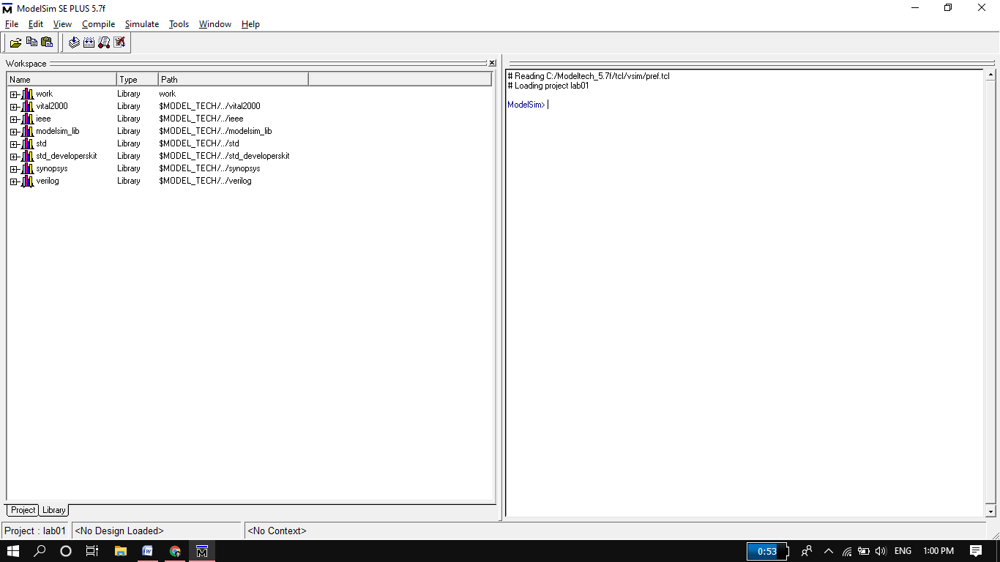 ModelSim SE PLUS 5.7f
File Edit View Compile Simulate Tools Window Help
Workspace
Name Type Path
work Library work
vital2000 Library $MODEL_TECH/../vital2000
ieee Library $MODEL_TECH/../ieee
modelsim_lib Library $MODEL_TECH/../modelsim_lib
std Library $MODEL_TECH/../std
std_developerskit Library $MODEL_TECH/../std_developerskit
synopsys Library $MODEL_TECH/../synopsys
verilog Library $MODEL_TECH/../verilog
Project Library
# Reading C:/Modeltech_5.7f/tcl/vsim/pref.tcl
# Loading project lab01
ModelSim>
Project : lab01 <No Design Loaded> <No Context>
0:53 ENG 1:00 PM